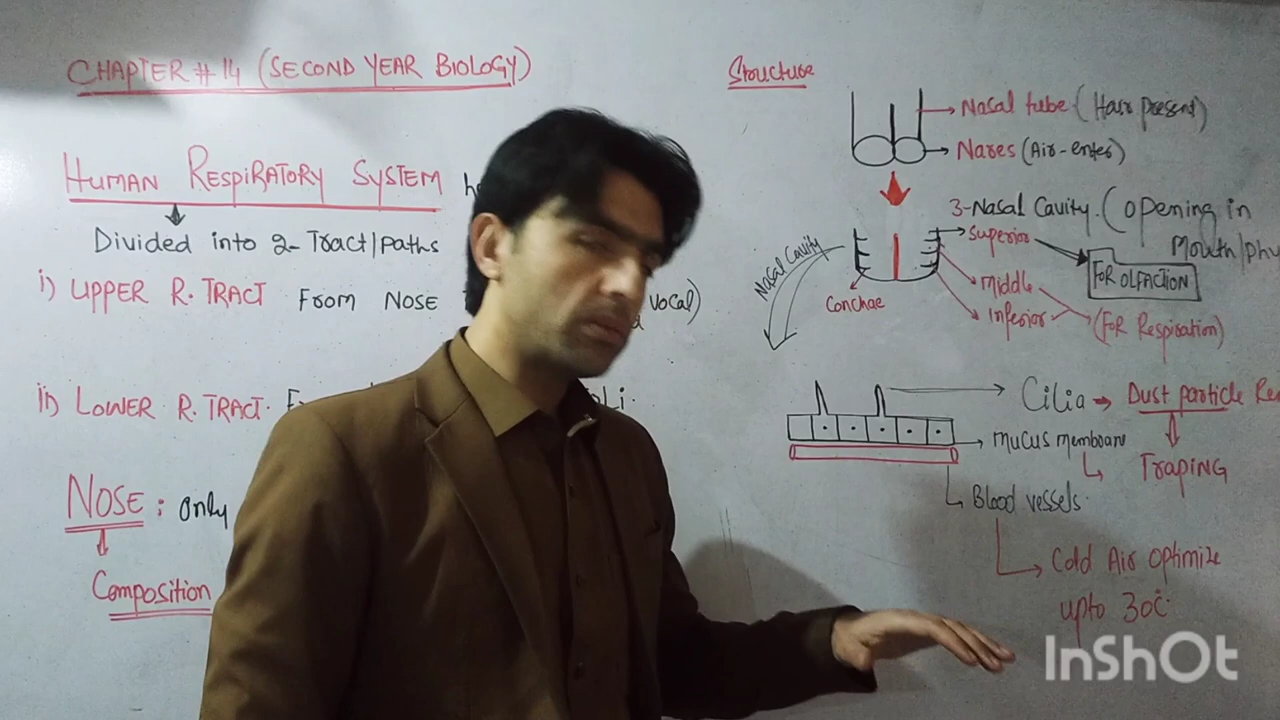 CHAPTER # 14 (SECOND YEAR BIOLOGY)
HUMAN RESPIRATORY SYSTEM
Divided into 2- Tract/paths
i) UPPER R. TRACT From NOSE vocal)
ii) LOWER R. TRACT.
NOSE : only
Composition
Structure
Nasal tube (Hair present)
Nares (Air-enter)
3-Nasal Cavity. (opening in
Mouth/phy
Superior
FOR OLFACTION
Middle
Inferior
(FOR Respiration)
Nasal Cavity
Conchae
Cilia → Dust particle Re
mucus membrane
TRAPING
Blood vessels.
Cold Air optimize
upto 30c°
InShOt